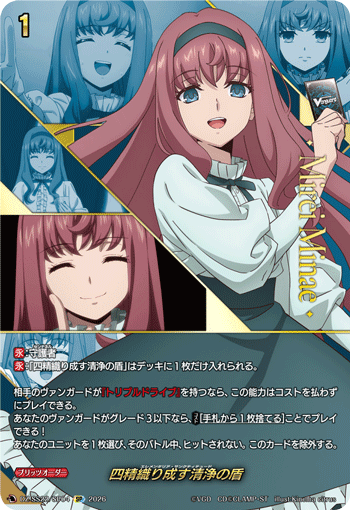 1
VANGUARD
Mirei Minae
永:守護者
永:「四精織り成す清浄の盾」はデッキに1枚だけ入れられる。
相手のヴァンガードが『トリプルドライブ』を持つなら、この能力はコストを払わず
にプレイできる。
あなたのヴァンガードがグレード3以下なら、[手札から1枚捨てる]ことでプレイ
できる!
あなたのユニットを1枚選び、そのバトル中、ヒットされない。このカードを除外する。
ブリッツオーダー
四精織り成す清浄の盾
2026
©VGD CD©CLAMP・ST illust Kinichu citrus